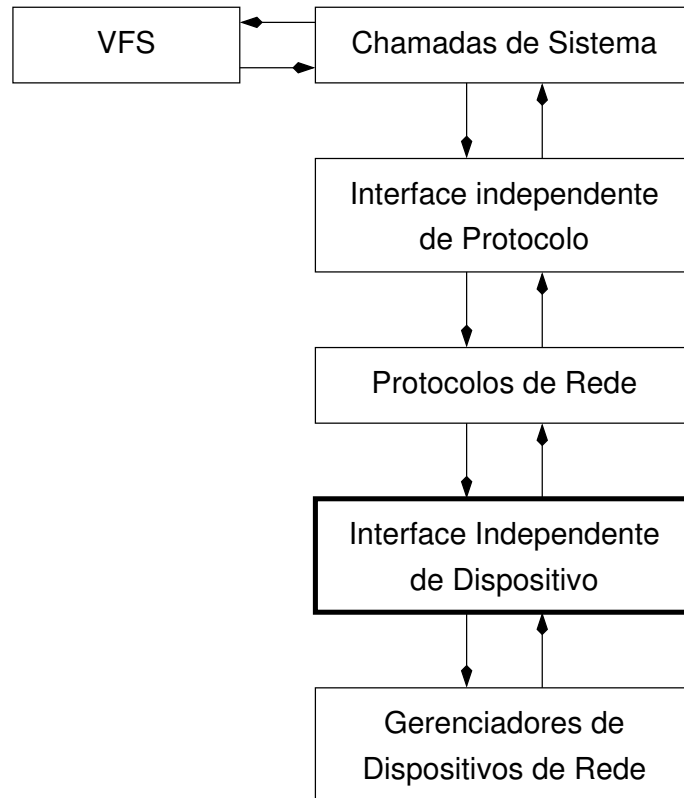 VFS
Chamadas de Sistema
Interface independente
de Protocolo
Protocolos de Rede
Interface Independente
de Dispositivo
Gerenciadores de
Dispositivos de Rede